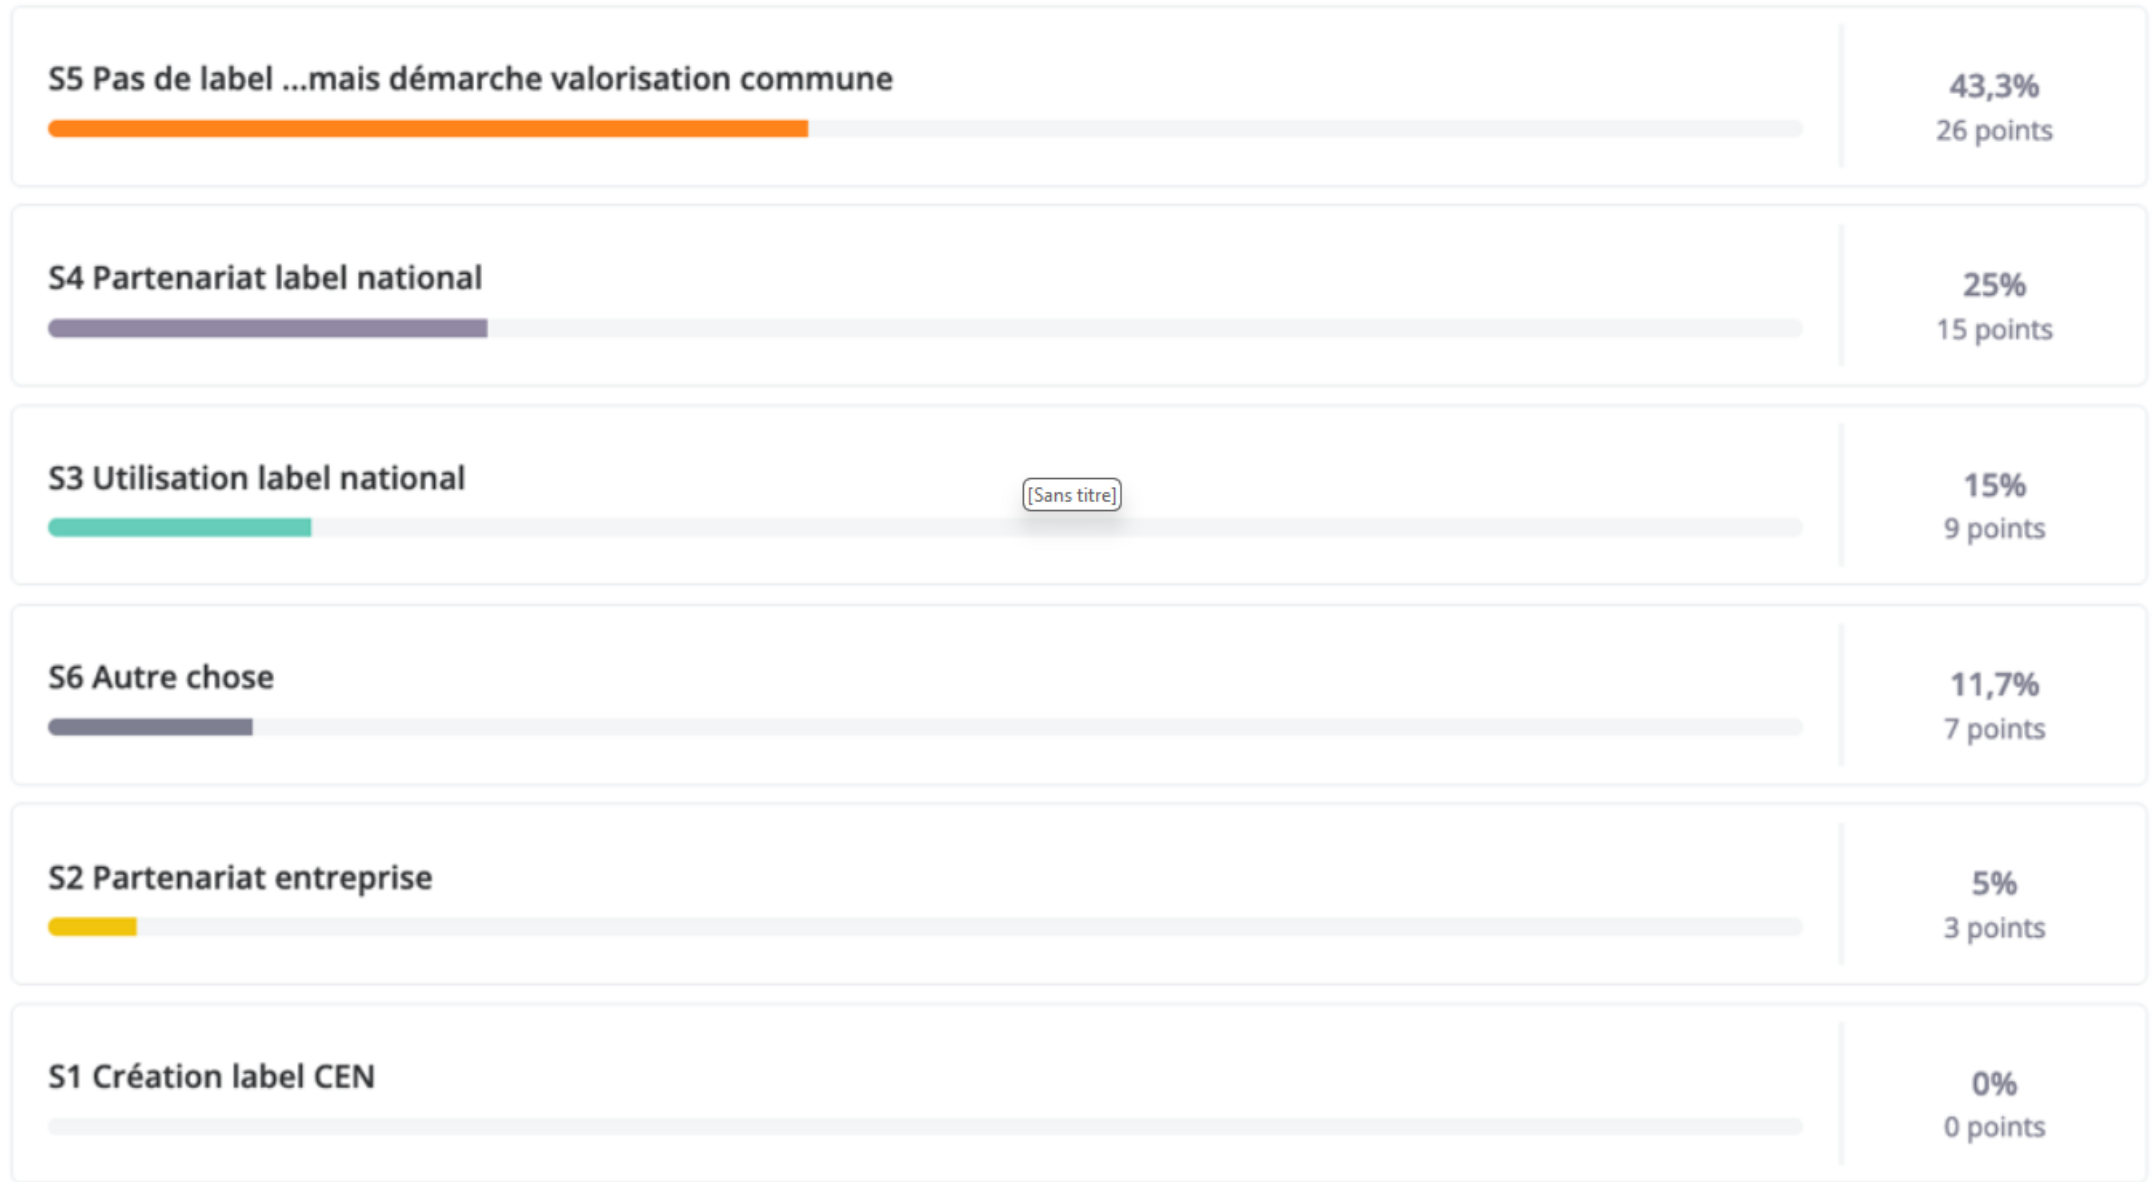 S5 Pas de label ...mais démarche valorisation commune
43,3%
26 points
S4 Partenariat label national
25%
15 points
S3 Utilisation label national
[Sans titre]
15%
9 points
S6 Autre chose
11,7%
7 points
S2 Partenariat entreprise
5%
3 points
S1 Création label CEN
0%
0 points